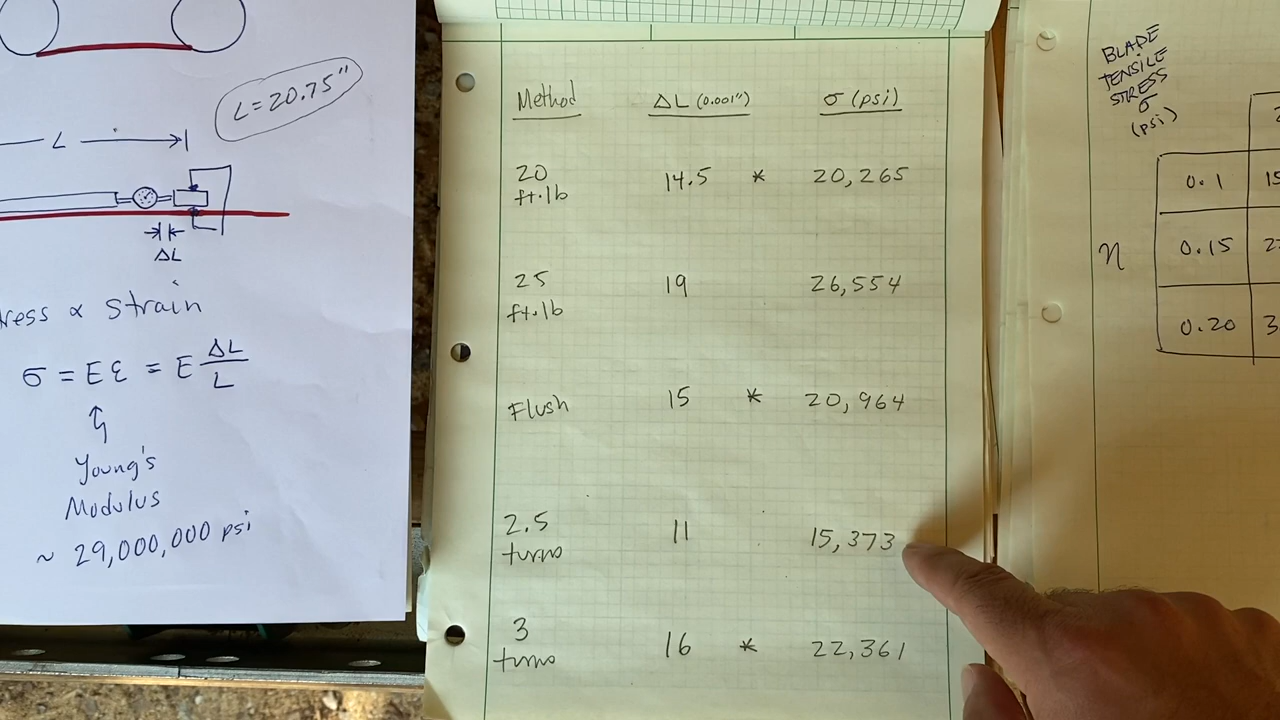 L = 20.75"
L
ΔL
stress ∝ strain
σ = Eε = E ΔL
L
Young's
Modulus
~ 29,000,000 psi
Method ΔL (0.001") σ (psi)
20
ft.lb 14.5 * 20,265
25
ft.lb 19 26,554
Flush 15 * 20,964
2.5
turns 11 15,373
3
turns 16 * 22,361
BLADE
TENSILE
STRESS
σ
(psi)
0.1
η 0.15
0.20